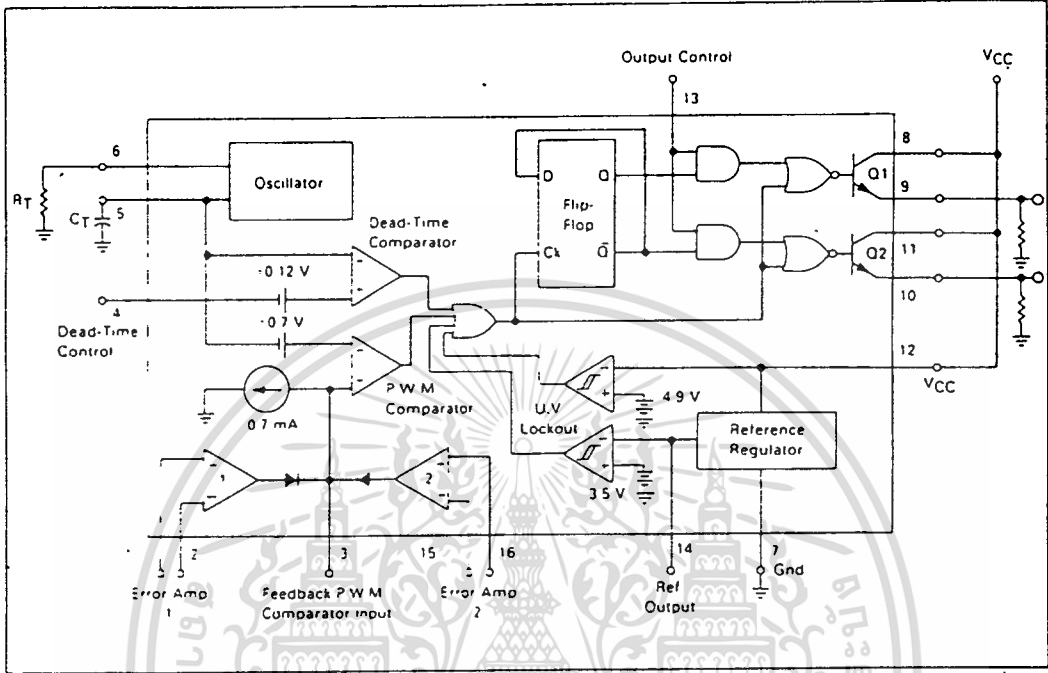 Output Control
13
VCC
6
Oscillator
RT
5
CT
D
Q
Flip-
Flop
Ck
Q̄
8
Q1
9
11
Q2
10
Dead-Time
Comparator
0.12 V
4
Dead-Time
Control
0.7 V
P.W.M
Comparator
0.7 mA
12
VCC
4.9 V
U.V
Lockout
Reference
Regulator
3.5 V
1
2
1
2
3
15
16
14
7
Gnd
Error Amp
1
Feedback P.W.M
Comparator Input
Error Amp
2
Ref
Output